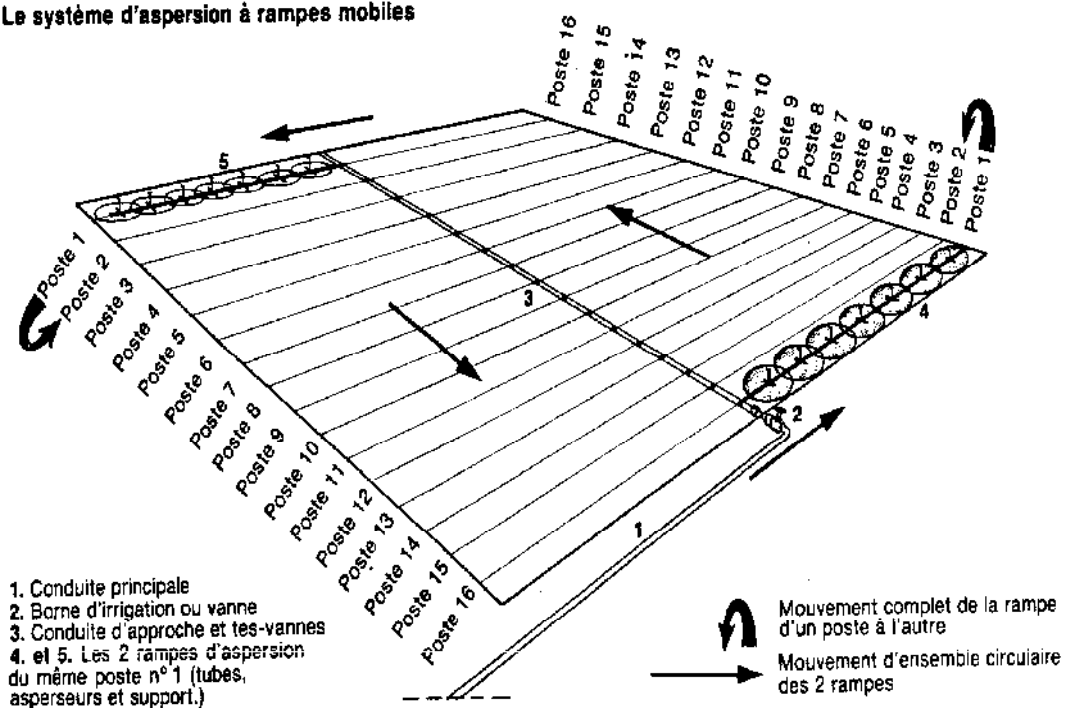 Le système d'aspersion à rampes mobiles
Poste 16
Poste 15
Poste 14
Poste 13
Poste 12
Poste 11
Poste 10
Poste 9
Poste 8
Poste 7
Poste 6
Poste 5
Poste 4
Poste 3
Poste 2
Poste 1
5
3
4
2
1
Poste 1
Poste 2
Poste 3
Poste 4
Poste 5
Poste 6
Poste 7
Poste 8
Poste 9
Poste 10
Poste 11
Poste 12
Poste 13
Poste 14
Poste 15
Poste 16
1. Conduite principale
2. Borne d'irrigation ou vanne
3. Conduite d'approche et tes-vannes
4. et 5. Les 2 rampes d'aspersion
du même poste nº 1 (tubes,
asperseurs et support.)
Mouvement complet de la rampe
d'un poste à l'autre
Mouvement d'ensemble circulaire
des 2 rampes